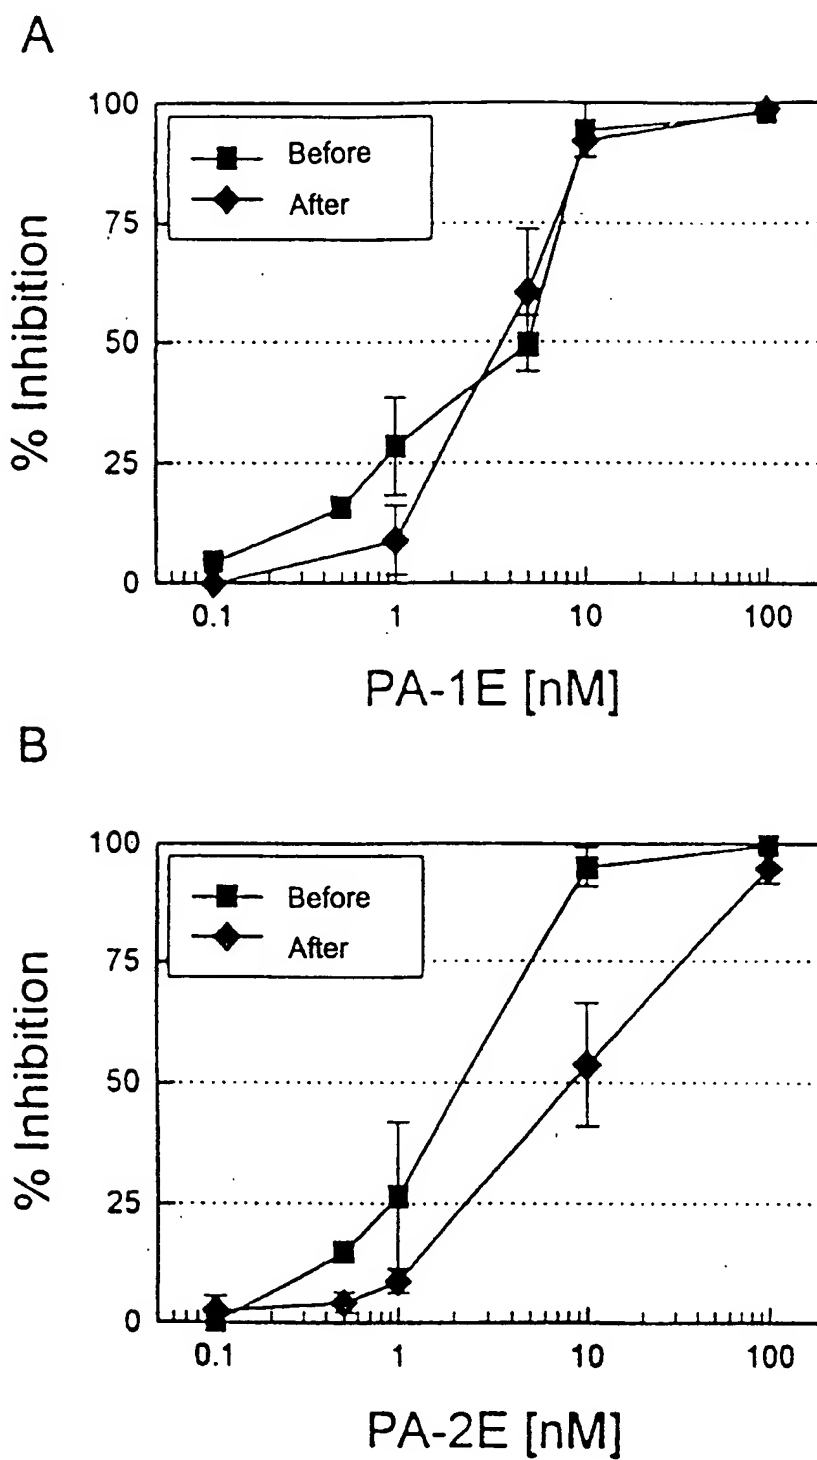 A
100
Before
After
75
50
25
0
% Inhibition
0.1 1 10 100
PA-1E [nM]
B
100
Before
After
75
50
25
0
% Inhibition
0.1 1 10 100
PA-2E [nM]